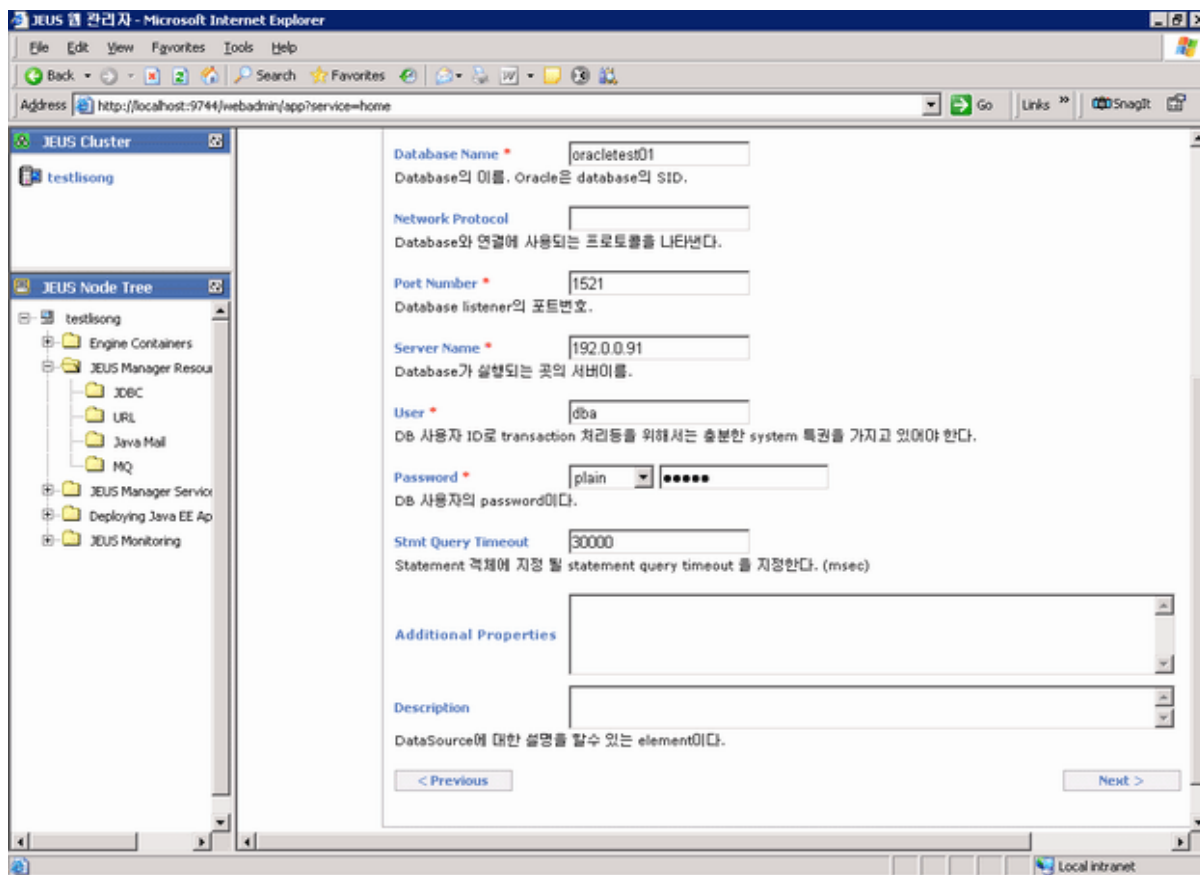 JEUS 웹 관리자 - Microsoft Internet Explorer
File Edit View Favorites Tools Help
Back Search Favorites
Address http://localhost:9744/webadmin/app?service=home Go Links » SnagIt
JEUS Cluster
testlisong
JEUS Node Tree
testlisong
Engine Containers
JEUS Manager Resou
JDBC
URL
Java Mail
MQ
JEUS Manager Service
Deploying Java EE Ap
JEUS Monitoring
Database Name * oracletest01
Database의 이름. Oracle은 database의 SID.
Network Protocol
Database와 연결에 사용되는 프로토콜을 나타낸다.
Port Number * 1521
Database listener의 포트번호.
Server Name * 192.0.0.91
Database가 실행되는 곳의 서버이름.
User * dba
DB 사용자 ID로 transaction 처리등을 위해서는 충분한 system 특권을 가지고 있어야 한다.
Password * plain ●●●●●
DB 사용자의 password이다.
Stmt Query Timeout 30000
Statement 객체에 지정 될 statement query timeout 을 지정한다. (msec)
Additional Properties
Description
DataSource에 대한 설명을 할수 있는 element이다.
< Previous Next >
Local intranet